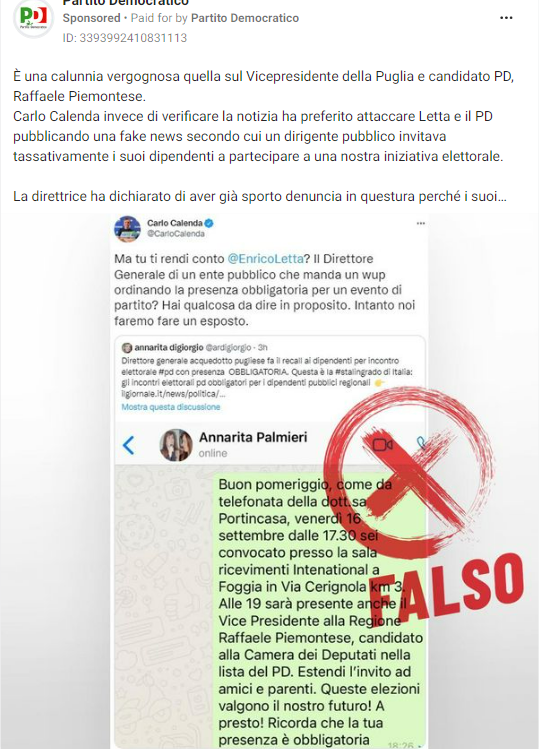 Partito Democratico
Sponsored • Paid for by Partito Democratico
ID: 3393992410831113
PD
Partito Democratico
È una calunnia vergognosa quella sul Vicepresidente della Puglia e candidato PD,
Raffaele Piemontese.
Carlo Calenda invece di verificare la notizia ha preferito attaccare Letta e il PD
pubblicando una fake news secondo cui un dirigente pubblico invitava
tassativamente i suoi dipendenti a partecipare a una nostra iniziativa elettorale.
La direttrice ha dichiarato di aver già sporto denuncia in questura perché i suoi...
Carlo Calenda
@CarloCalenda
Ma tu ti rendi conto @EnricoLetta? Il Direttore
Generale di un ente pubblico che manda un wup
ordinando la presenza obbligatoria per un evento di
partito? Hai qualcosa da dire in proposito. Intanto noi
faremo fare un esposto.
annarita digiorgio @ardigiorgio · 3h
Direttore generale acquedotto pugliese fa il recall ai dipendenti per incontro
elettorale #pd con presenza OBBLIGATORIA. Questa è la #stalingrado di Italia:
gli incontri elettorali pd obbligatori per i dipendenti pubblici regionali 👉
ilgiornale.it/news/politica/...
Mostra questa discussione
Annarita Palmieri
online
Buon pomeriggio, come da
telefonata della dott.sa
Portincasa, venerdì 16
settembre dalle 17.30 sei
convocato presso la sala
ricevimenti Intenational a
Foggia in Via Cerignola km 3.
Alle 19 sarà presente anche il
Vice Presidente alla Regione
Raffaele Piemontese, candidato
alla Camera dei Deputati nella
lista del PD. Estendi l'invito ad
amici e parenti. Queste elezioni
valgono il nostro futuro! A
presto! Ricorda che la tua
presenza è obbligatoria
18:26
FALSO